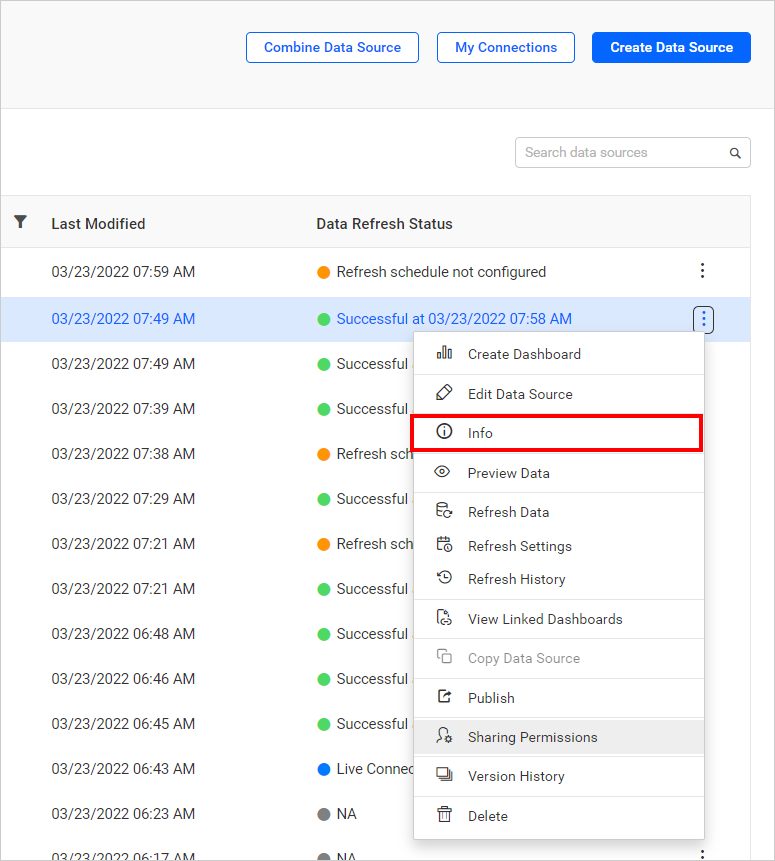 Combine Data Source
My Connections
Create Data Source
Search data sources
Last Modified
Data Refresh Status
03/23/2022 07:59 AM
Refresh schedule not configured
03/23/2022 07:49 AM
Successful at 03/23/2022 07:58 AM
03/23/2022 07:49 AM
Successful
03/23/2022 07:39 AM
Successful
03/23/2022 07:38 AM
Refresh sch
03/23/2022 07:29 AM
Successful
03/23/2022 07:21 AM
Refresh sch
03/23/2022 07:21 AM
Successful
03/23/2022 06:48 AM
Successful
03/23/2022 06:46 AM
Successful
03/23/2022 06:45 AM
Successful
03/23/2022 06:43 AM
Live Connec
03/23/2022 06:23 AM
NA
03/23/2022 06:17 AM
NA
Create Dashboard
Edit Data Source
Info
Preview Data
Refresh Data
Refresh Settings
Refresh History
View Linked Dashboards
Copy Data Source
Publish
Sharing Permissions
Version History
Delete